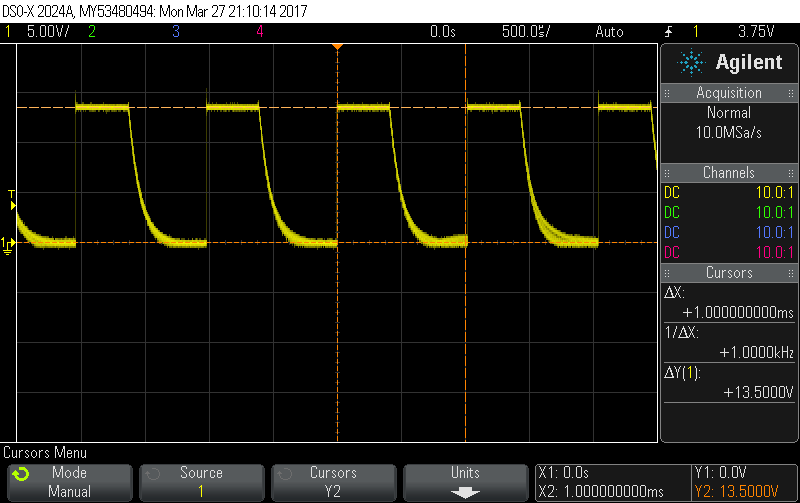 DSO-X 2024A, MY53480494: Mon Mar 27 21:10:14 2017
1 5.00V/ 2 3 4 0.0s 500.0㎲/ Auto 1 3.75V
Agilent
Acquisition
Normal
10.0MSa/s
Channels
DC 10.0:1
DC 10.0:1
DC 10.0:1
DC 10.0:1
Cursors
ΔX:
+1.000000000ms
1/ΔX:
+1.0000kHz
ΔY(1):
+13.5000V
T
1
Cursors Menu
Mode
Manual
Source
1
Cursors
Y2
Units
X1: 0.0s
X2: 1.000000000ms
Y1: 0.0V
Y2: 13.5000V